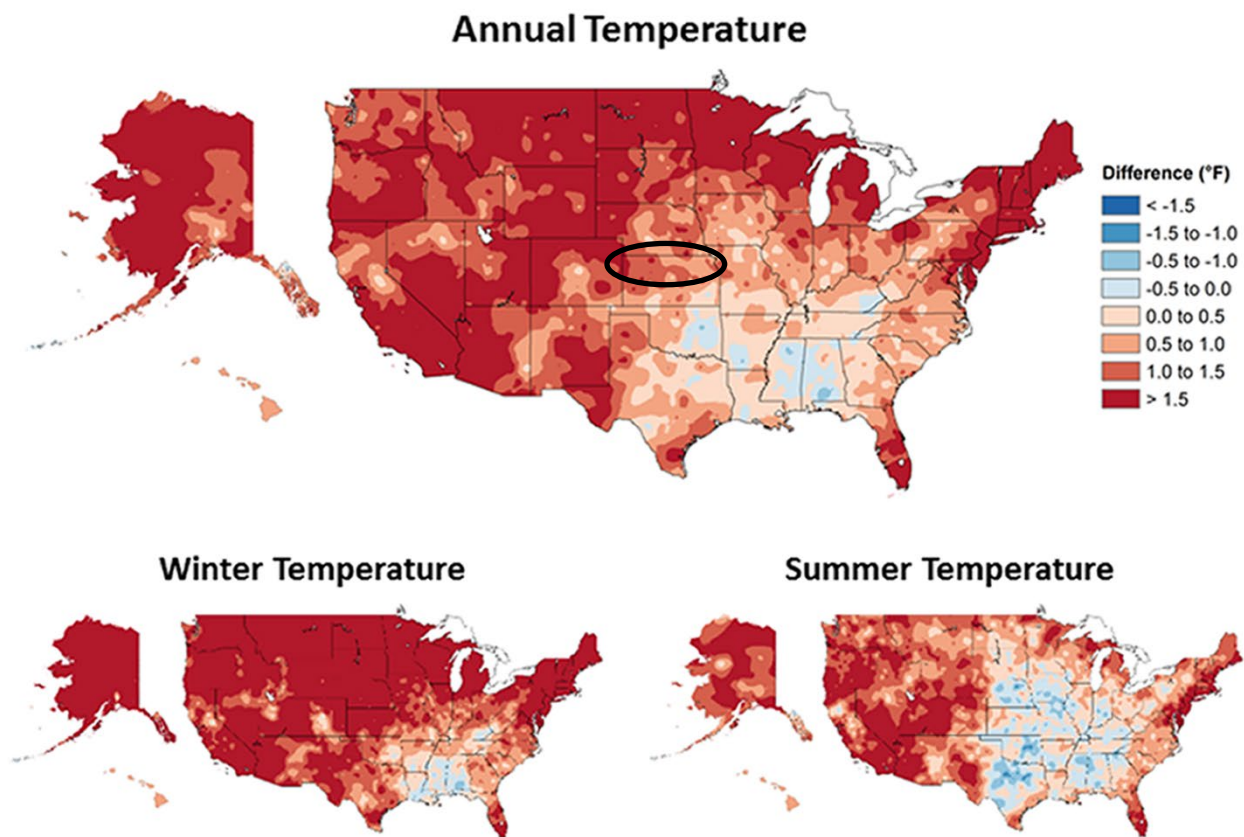 Annual Temperature
Difference (°F)
< -1.5
-1.5 to -1.0
-0.5 to -1.0
-0.5 to 0.0
0.0 to 0.5
0.5 to 1.0
1.0 to 1.5
> 1.5
Winter Temperature
Summer Temperature